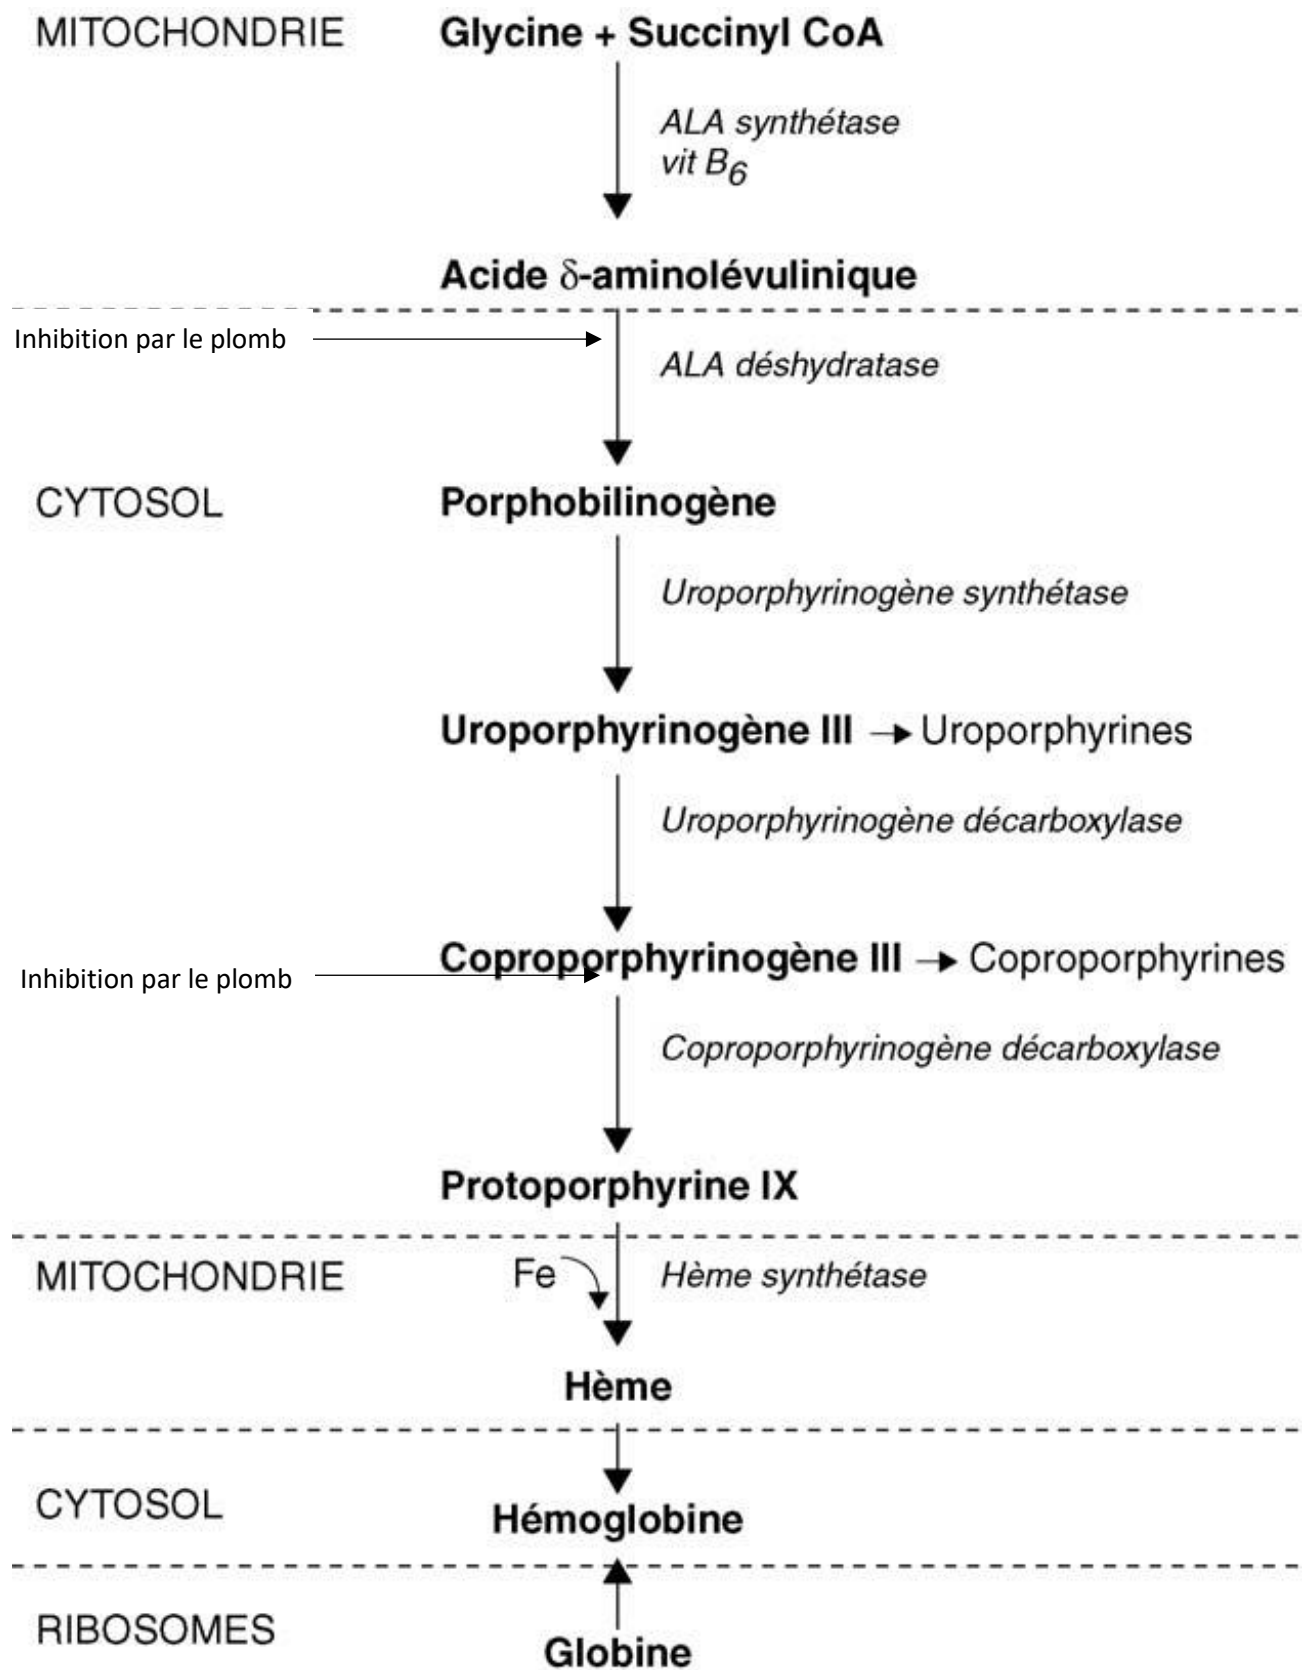 MITOCHONDRIE Glycine + Succinyl CoA
ALA synthétase
vit B6
Acide δ-aminolévulinique
Inhibition par le plomb
ALA déshydratase
CYTOSOL Porphobilinogène
Uroporphyrinogène synthétase
Uroporphyrinogène III → Uroporphyrines
Uroporphyrinogène décarboxylase
Coproporphyrinogène III → Coproporphyrines
Inhibition par le plomb
Coproporphyrinogène décarboxylase
Protoporphyrine IX
MITOCHONDRIE Fe Hème synthétase
Hème
CYTOSOL
Hémoglobine
RIBOSOMES
Globine